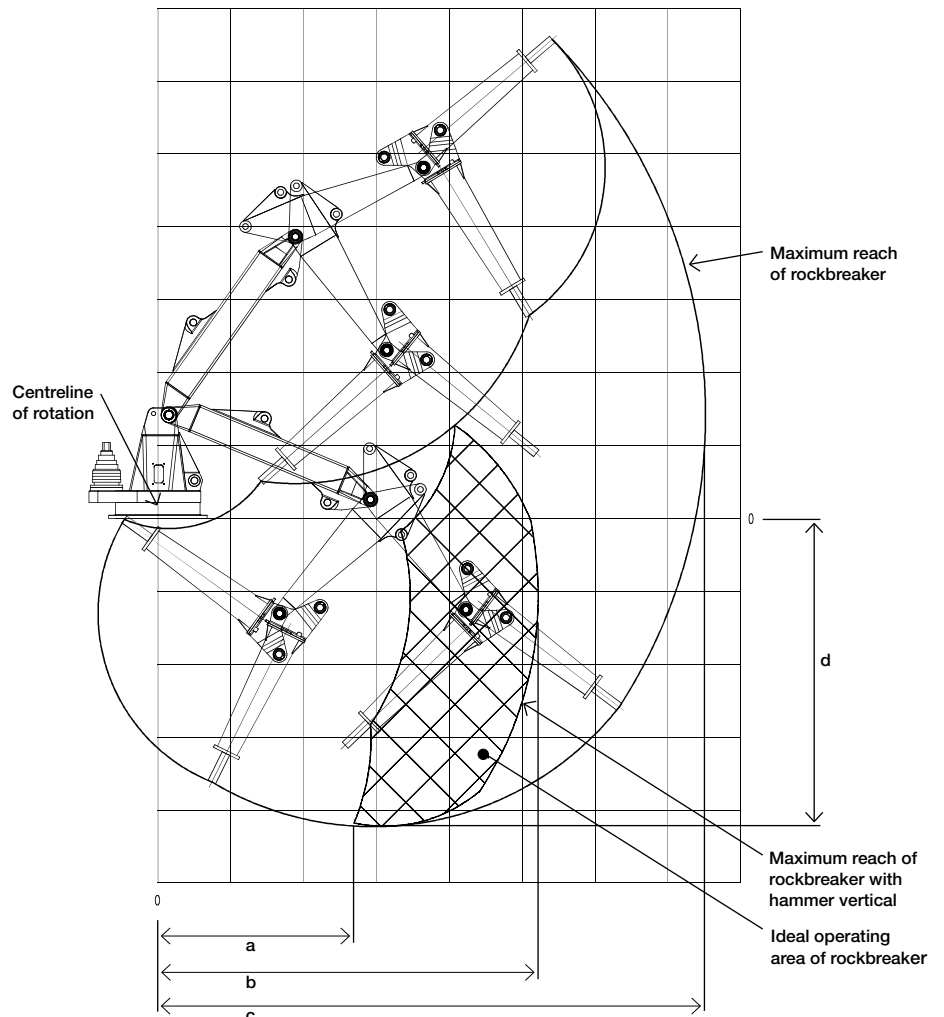 Maximum reach
of rockbreaker
Centreline
of rotation
0
d
Maximum reach of
rockbreaker with
hammer vertical
0
Ideal operating
area of rockbreaker
a
b
c